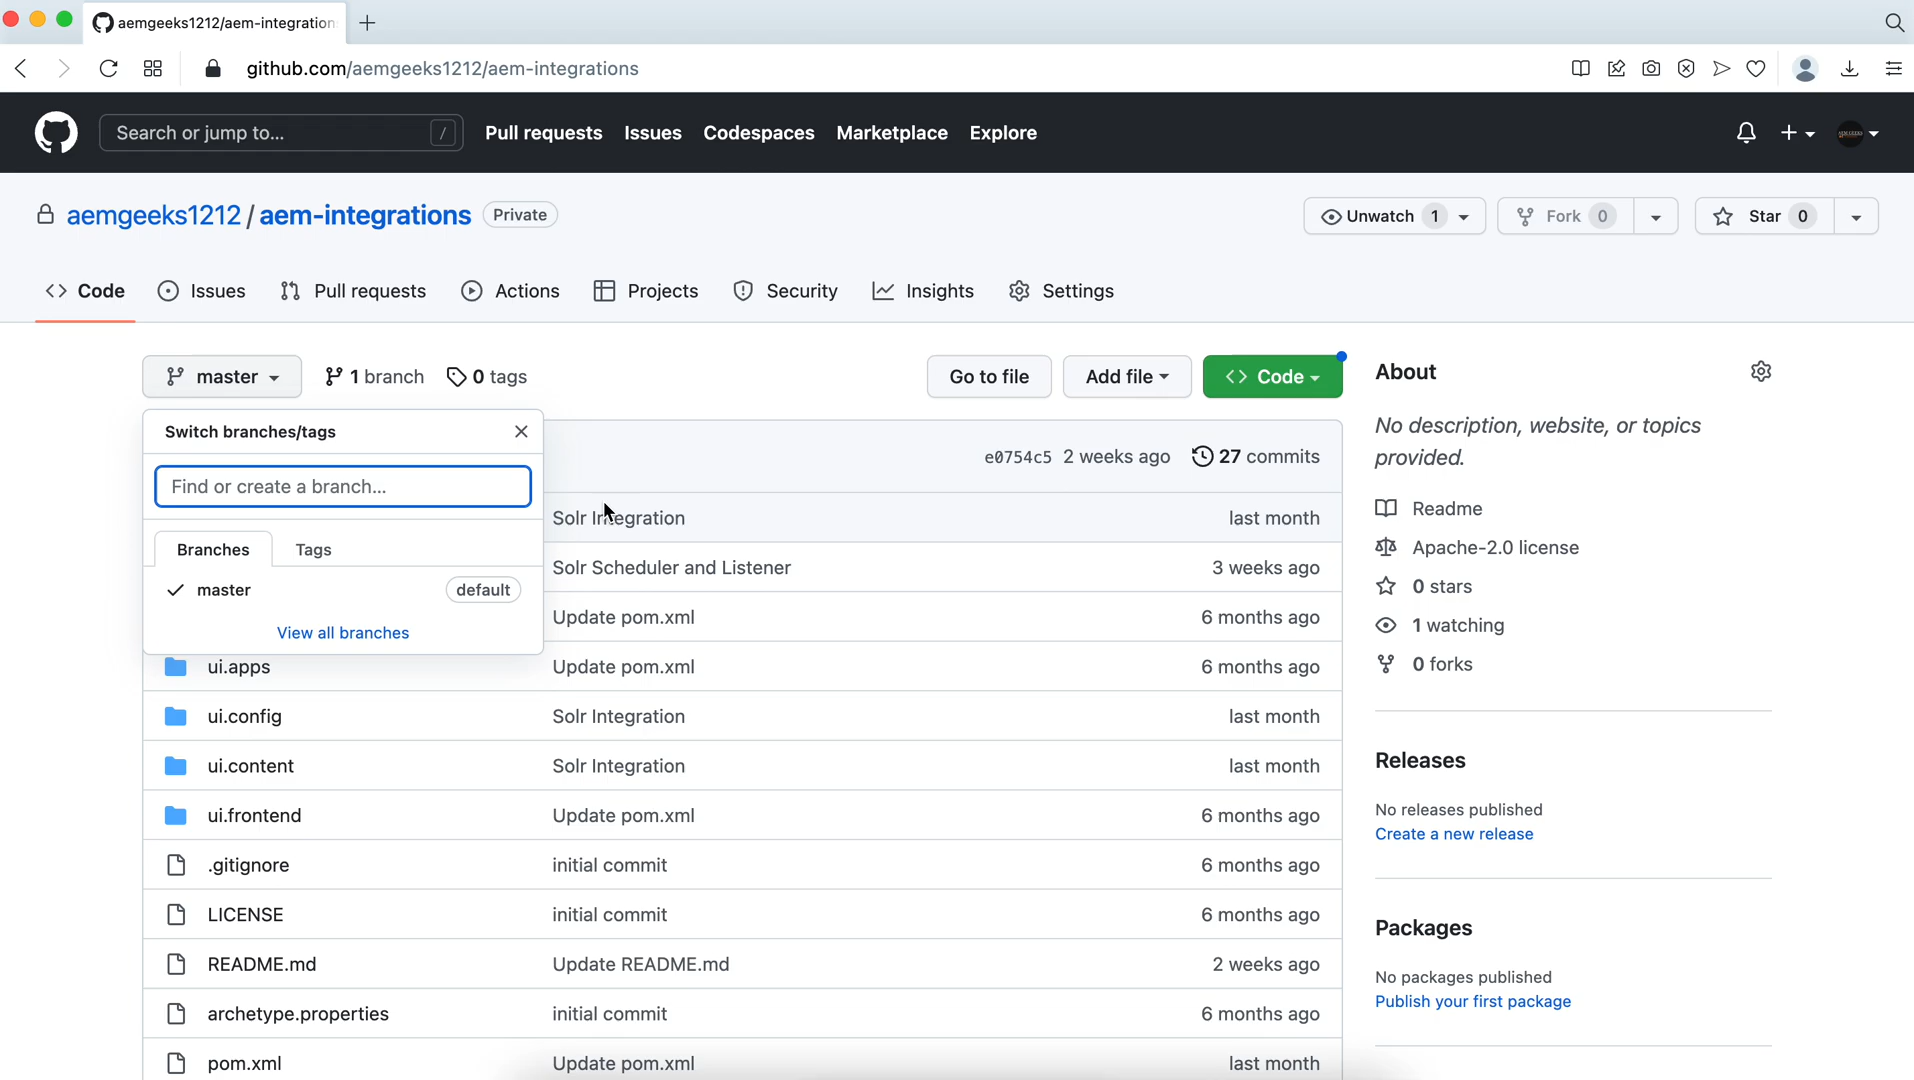 aemgeeks1212/aem-integration
github.com/aemgeeks1212/aem-integrations
Search or jump to... / Pull requests Issues Codespaces Marketplace Explore
aemgeeks1212 / aem-integrations Private Unwatch 1 Fork 0 Star 0
Code Issues Pull requests Actions Projects Security Insights Settings
master 1 branch 0 tags Go to file Add file Code
Switch branches/tags
Find or create a branch...
Branches Tags
master default
View all branches
e0754c5 2 weeks ago 27 commits
Solr Integration last month
Solr Scheduler and Listener 3 weeks ago
Update pom.xml 6 months ago
ui.apps Update pom.xml 6 months ago
ui.config Solr Integration last month
ui.content Solr Integration last month
ui.frontend Update pom.xml 6 months ago
.gitignore initial commit 6 months ago
LICENSE initial commit 6 months ago
README.md Update README.md 2 weeks ago
archetype.properties initial commit 6 months ago
pom.xml Update pom.xml last month
About
No description, website, or topics
provided.
Readme
Apache-2.0 license
0 stars
1 watching
0 forks
Releases
No releases published
Create a new release
Packages
No packages published
Publish your first package